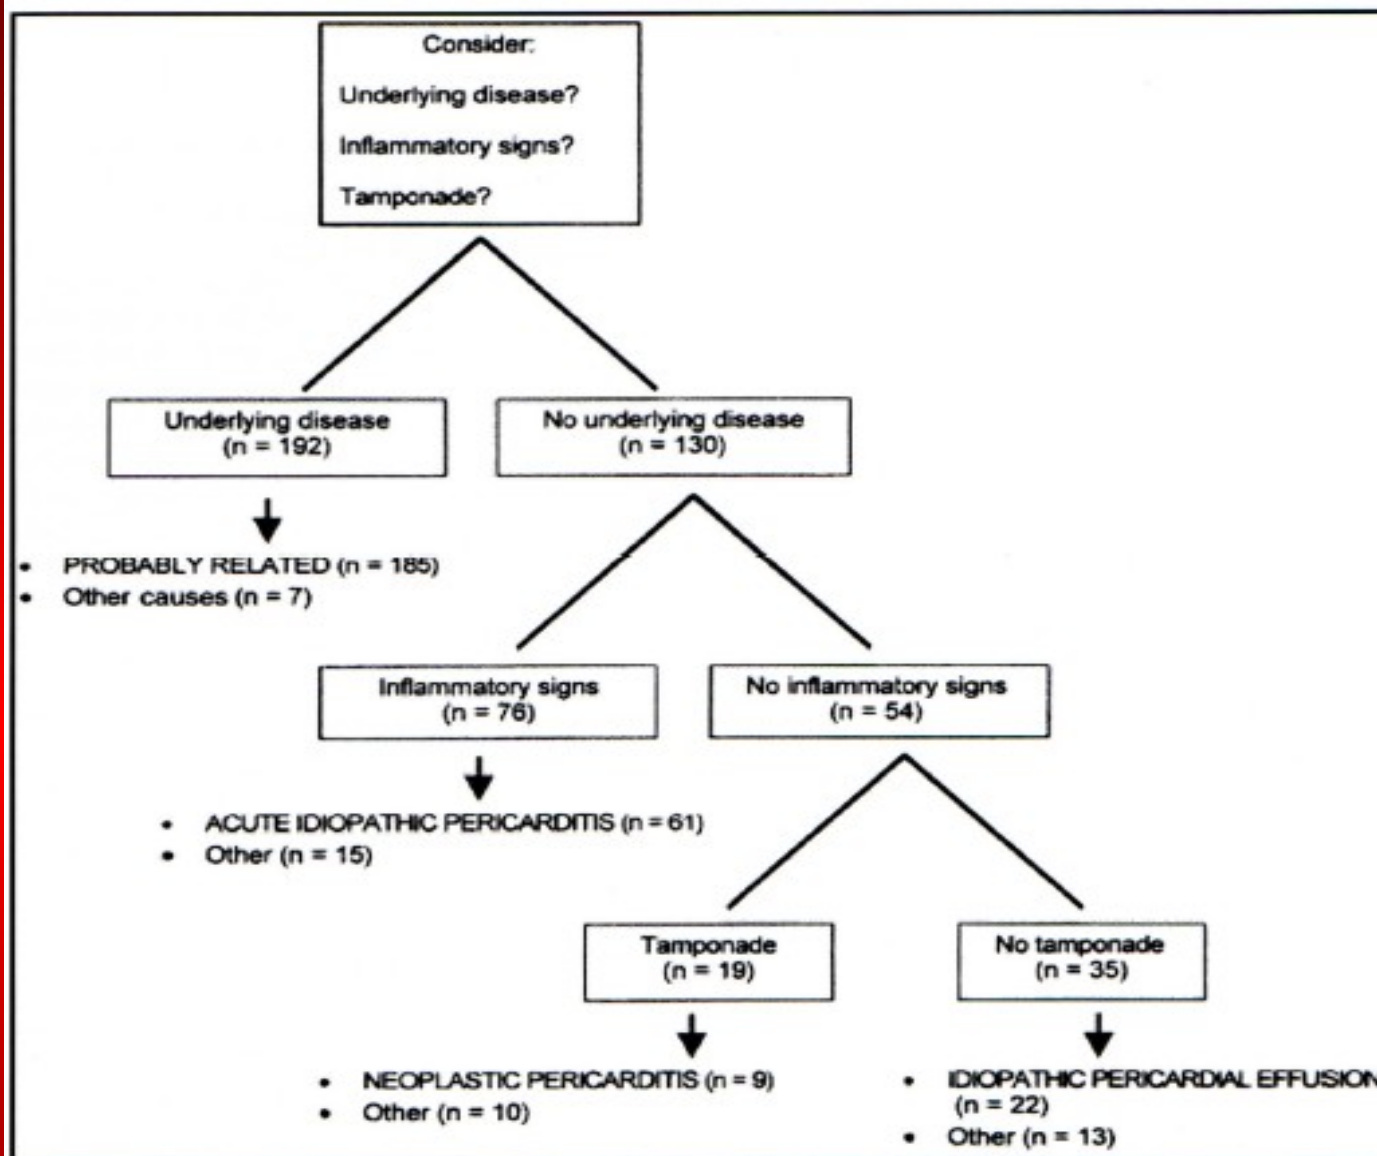 Consider:
Underlying disease?
Inflammatory signs?
Tamponade?
Underlying disease
(n = 192)
No underlying disease
(n = 130)
• PROBABLY RELATED (n = 185)
• Other causes (n = 7)
Inflammatory signs
(n = 76)
No inflammatory signs
(n = 54)
• ACUTE IDIOPATHIC PERICARDITIS (n = 61)
• Other (n = 15)
Tamponade
(n = 19)
No tamponade
(n = 35)
• NEOPLASTIC PERICARDITIS (n = 9)
• Other (n = 10)
• IDIOPATHIC PERICARDIAL EFFUSION
(n = 22)
• Other (n = 13)